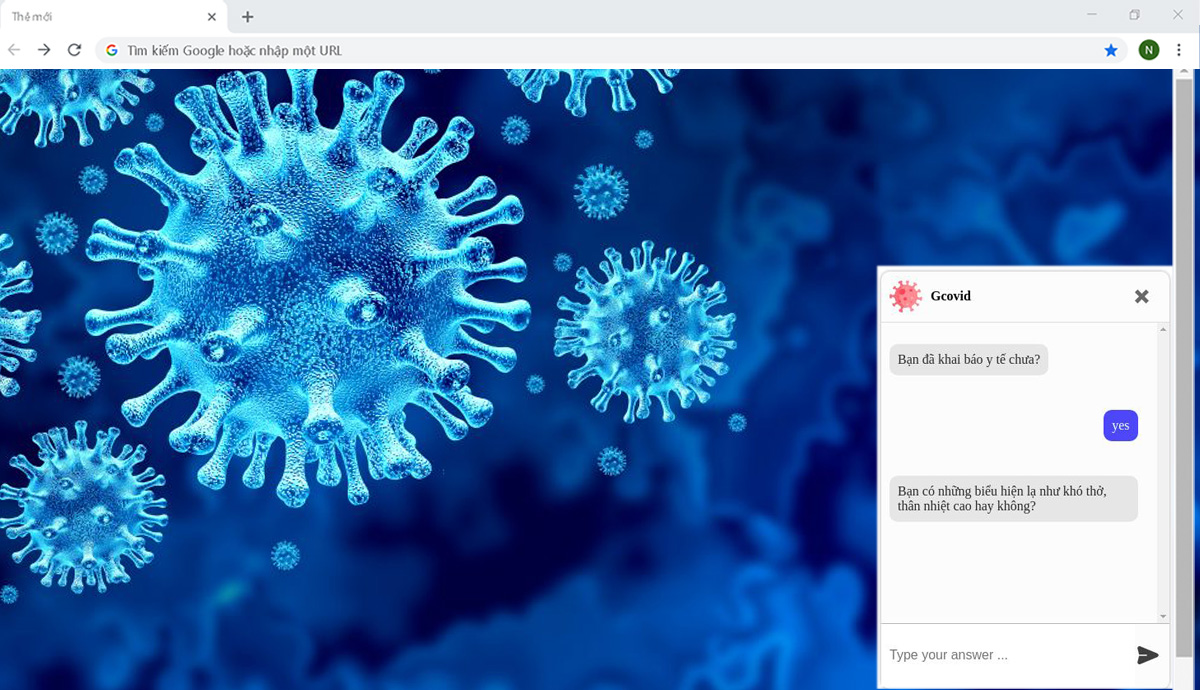 Thẻ mới
Tìm kiếm Google hoặc nhập một URL
N
Gcovid
Bạn đã khai báo y tế chưa?
yes
Bạn có những biểu hiện lạ như khó thở,
thân nhiệt cao hay không?
Type your answer ...